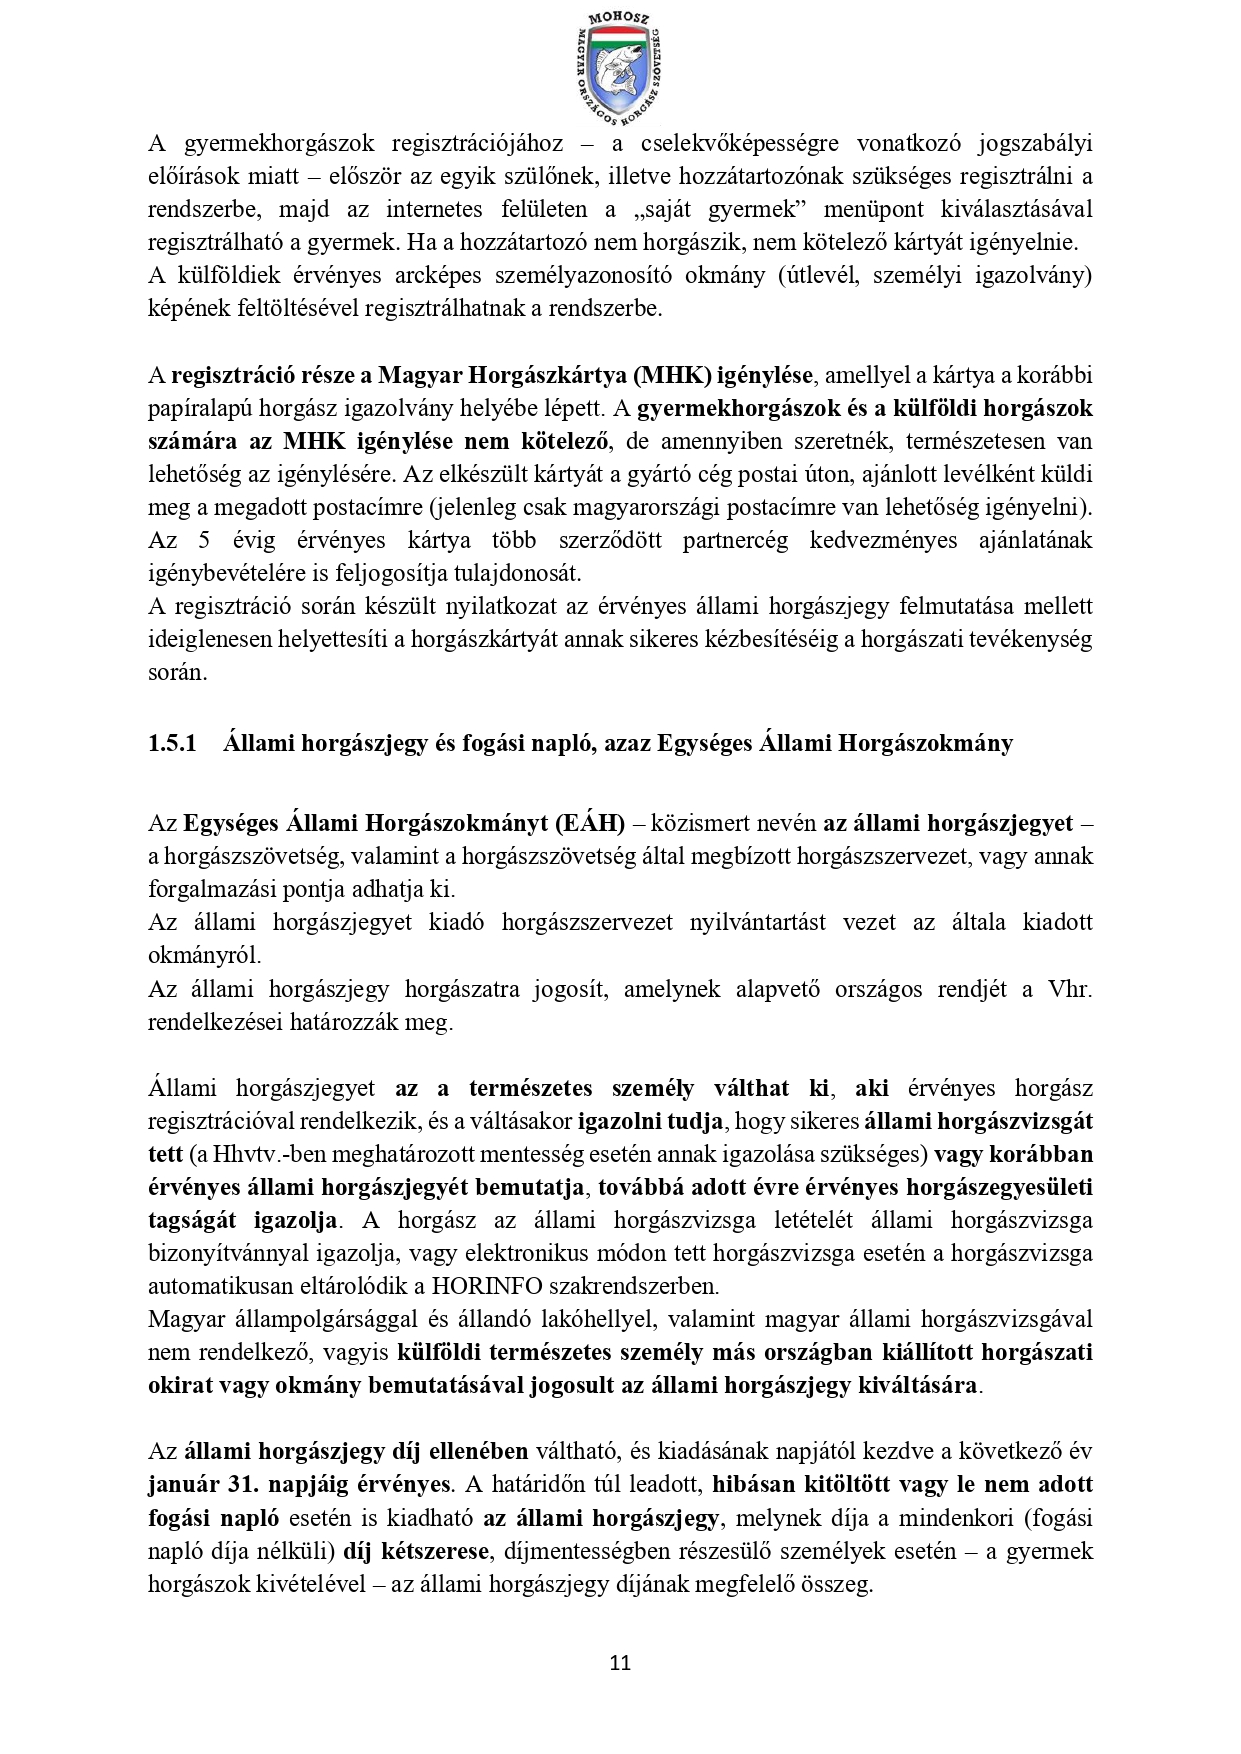 MOHOSZ
MAGYAR ORSZÁGOS HORGÁSZ SZÖVETSÉG
A gyermekhorgászok regisztrációjához – a cselekvőképességre vonatkozó jogszabályi
előírások miatt – először az egyik szülőnek, illetve hozzátartozónak szükséges regisztrálni a
rendszerbe, majd az internetes felületen a „saját gyermek” menüpont kiválasztásával
regisztrálható a gyermek. Ha a hozzátartozó nem horgászik, nem kötelező kártyát igényelnie.
A külföldiek érvényes arcképes személyazonosító okmány (útlevél, személyi igazolvány)
képének feltöltésével regisztrálhatnak a rendszerbe.
A regisztráció része a Magyar Horgászkártya (MHK) igénylése, amellyel a kártya a korábbi
papíralapú horgász igazolvány helyébe lépett. A gyermekhorgászok és a külföldi horgászok
számára az MHK igénylése nem kötelező, de amennyiben szeretnék, természetesen van
lehetőség az igénylésére. Az elkészült kártyát a gyártó cég postai úton, ajánlott levélként küldi
meg a megadott postacímre (jelenleg csak magyarországi postacímre van lehetőség igényelni).
Az 5 évig érvényes kártya több szerződött partnercég kedvezményes ajánlatának
igénybevételére is feljogosítja tulajdonosát.
A regisztráció során készült nyilatkozat az érvényes állami horgászjegy felmutatása mellett
ideiglenesen helyettesíti a horgászkártyát annak sikeres kézbesítéséig a horgászati tevékenység
során.
1.5.1 Állami horgászjegy és fogási napló, azaz Egységes Állami Horgászokmány
Az Egységes Állami Horgászokmányt (EÁH) – közismert nevén az állami horgászjegyet –
a horgászszövetség, valamint a horgászszövetség által megbízott horgászszervezet, vagy annak
forgalmazási pontja adhatja ki.
Az állami horgászjegyet kiadó horgászszervezet nyilvántartást vezet az általa kiadott
okmányról.
Az állami horgászjegy horgászatra jogosít, amelynek alapvető országos rendjét a Vhr.
rendelkezései határozzák meg.
Állami horgászjegyet az a természetes személy válthat ki, aki érvényes horgász
regisztrációval rendelkezik, és a váltásakor igazolni tudja, hogy sikeres állami horgászvizsgát
tett (a Hhvtv.-ben meghatározott mentesség esetén annak igazolása szükséges) vagy korábban
érvényes állami horgászjegyét bemutatja, továbbá adott évre érvényes horgászegyesületi
tagságát igazolja. A horgász az állami horgászvizsga letételét állami horgászvizsga
bizonyítvánnyal igazolja, vagy elektronikus módon tett horgászvizsga esetén a horgászvizsga
automatikusan eltárolódik a HORINFO szakrendszerben.
Magyar állampolgársággal és állandó lakóhellyel, valamint magyar állami horgászvizsgával
nem rendelkező, vagyis külföldi természetes személy más országban kiállított horgászati
okirat vagy okmány bemutatásával jogosult az állami horgászjegy kiváltására.
Az állami horgászjegy díj ellenében váltható, és kiadásának napjától kezdve a következő év
január 31. napjáig érvényes. A határidőn túl leadott, hibásan kitöltött vagy le nem adott
fogási napló esetén is kiadható az állami horgászjegy, melynek díja a mindenkori (fogási
napló díja nélküli) díj kétszerese, díjmentességben részesülő személyek esetén – a gyermek
horgászok kivételével – az állami horgászjegy díjának megfelelő összeg.
11